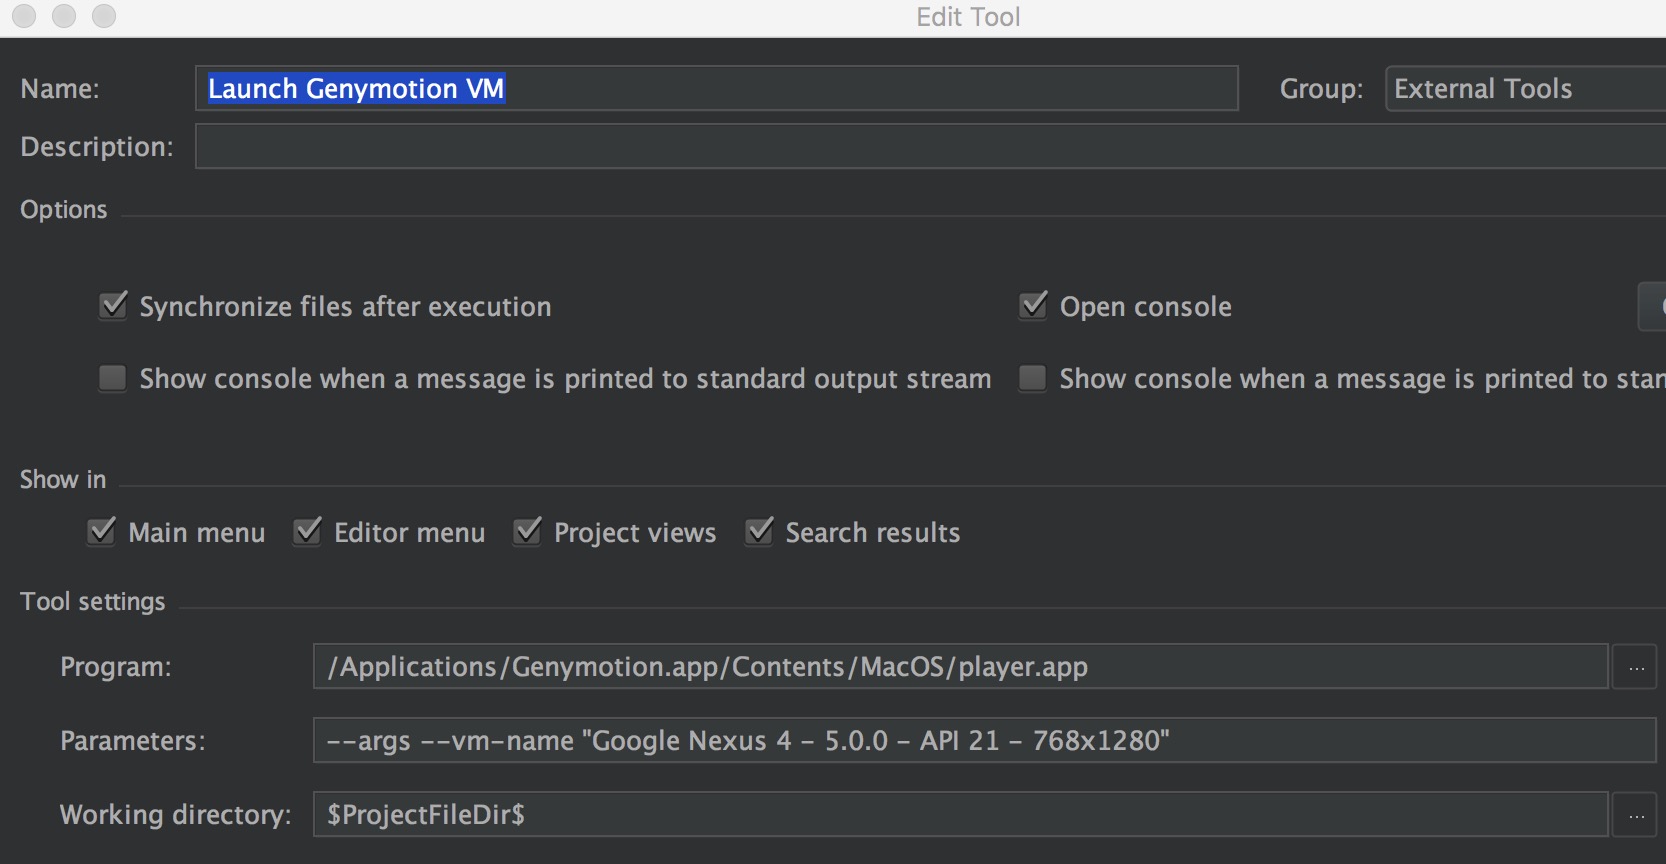 Edit Tool
Name: Launch Genymotion VM Group: External Tools
Description:
Options
Synchronize files after execution Open console
Show console when a message is printed to standard output stream Show console when a message is printed to
Show in
Main menu Editor menu Project views Search results
Tool settings
Program: /Applications/Genymotion.app/Contents/MacOS/player.app ...
Parameters: --args --vm-name "Google Nexus 4 - 5.0.0 - API 21 - 768x1280"
Working directory: $ProjectFileDir$ ...